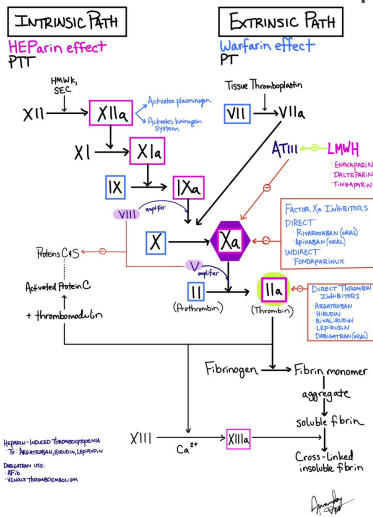 INTRINSIC PATH
HEParin effect
PTT
EXTRINSIC PATH
Warfarin effect
PT
HMWK,
SEC
XII
XIIa
Activates plasminogen
Activates kininogen
system
Tissue Thromboplastin
VII
VIIa
XI
XIa
ATIII
LMWH
· ENOXAPARIN
· DALTEPARIN
· TINZAPARIN
IX
IXa
VIII
amplifier
FACTOR Xa INHIBITORS
DIRECT
· RIVAROXABAN (ORAL)
· APIXABAN (ORAL)
INDIRECT
· FONDAPARINUX
X
Xa
Proteins C&S
V
amplifier
Activated Protein C
II
(Prothrombin)
IIa
(Thrombin)
DIRECT THROMBIN
INHIBITORS
· ARGATROBAN
· HIRUDIN
· BIVALIRUDIN
· LEPIRUDIN
· DABIGATRAN (ORAL)
+ thrombomodulin
Fibrinogen
Fibrin monomer
aggregate
soluble fibrin
XIII
Ca²⁺
XIIIa
Cross-Linked
insoluble fibrin
HEPARIN-INDUCED THROMBOCYTOPENIA
· TX: ARGATROBAN, HIRUDIN, LEPIRUDIN
DABIGATRAN USE:
· AFIB
· VENOUS THROMBOEMBOLISM